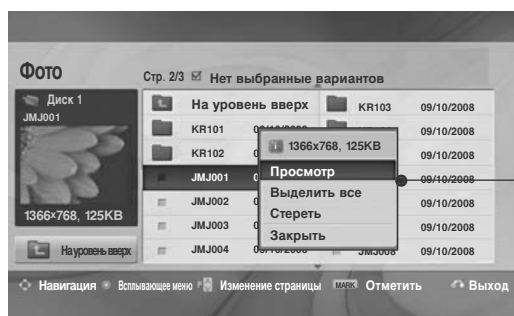 Фото
Стр. 2/3 Нет выбранные вариантов
Диск 1
JMJ001
1366×768, 125KB
На уровень вверх
На уровень вверх
KR101
KR102
JMJ001
JMJ002
JMJ003
JMJ004
KR103 09/10/2008
09/10/2008
09/10/2008
09/10/2008
09/10/2008
09/10/2008
JMJ008 09/10/2008
1366x768, 125KB
Просмотр
Выделить все
Стереть
Закрыть
Навигация Всплывающее меню Изменение страницы MARK Отметить Выход